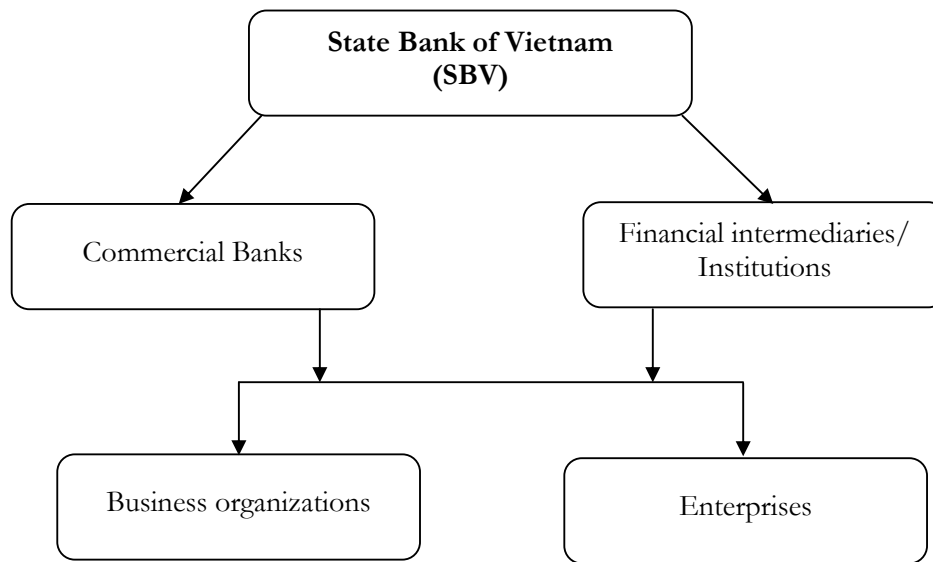 State Bank of Vietnam
(SBV)
Commercial Banks
Financial intermediaries/
Institutions
Business organizations
Enterprises